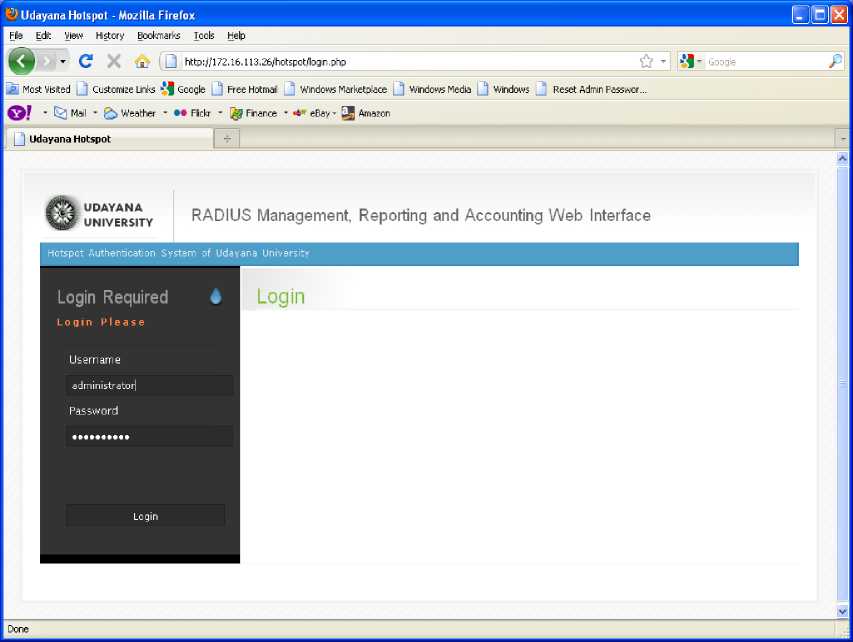 Udayana Hotspot - Mozilla Firefox
File Edit View History Bookmarks Tools Help
http://172.16.113.26/hotspot/login.php Google
Most Visited Customize Links Google Free Hotmail Windows Marketplace Windows Media Windows Reset Admin Passwor...
Y! Mail Weather Flickr Finance eBay Amazon
Udayana Hotspot
UDAYANA
UNIVERSITY
RADIUS Management, Reporting and Accounting Web Interface
Hotspot Authentication System of Udayana University
Login Required
Login Please
Username
administrator
Password
Login
Login
Done